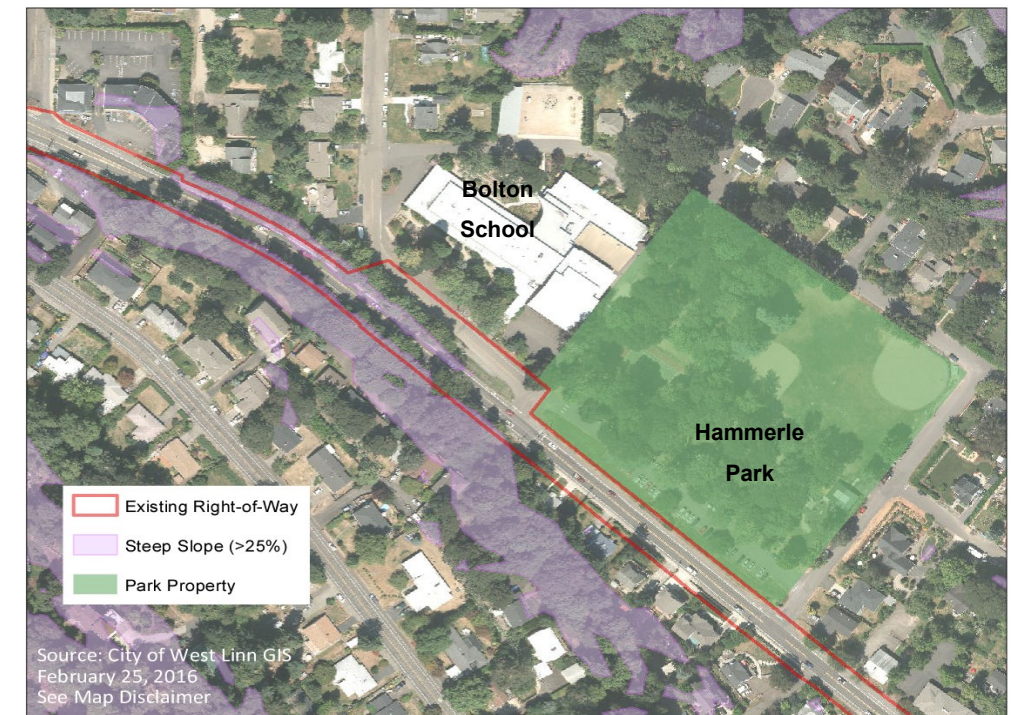 Bolton
School
Hammerle
Park
Existing Right-of-Way
Steep Slope (>25%)
Park Property
Source: City of West Linn GIS
February 25, 2016
See Map Disclaimer